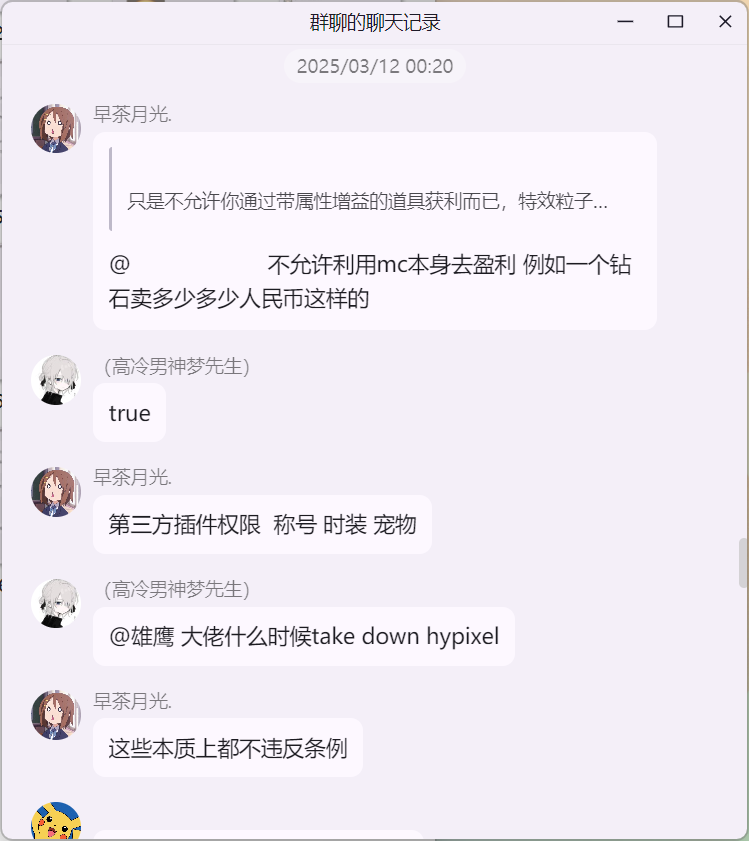 群聊的聊天记录
2025/03/12 00:20
早茶月光.
只是不允许你通过带属性增益的道具获利而已，特效粒子...
@ 不允许利用mc本身去盈利 例如一个钻
石卖多少多少人民币这样的
(高冷男神梦先生)
true
早茶月光.
第三方插件权限 称号 时装 宠物
(高冷男神梦先生)
@雄鹰 大佬什么时候take down hypixel
早茶月光.
这些本质上都不违反条例